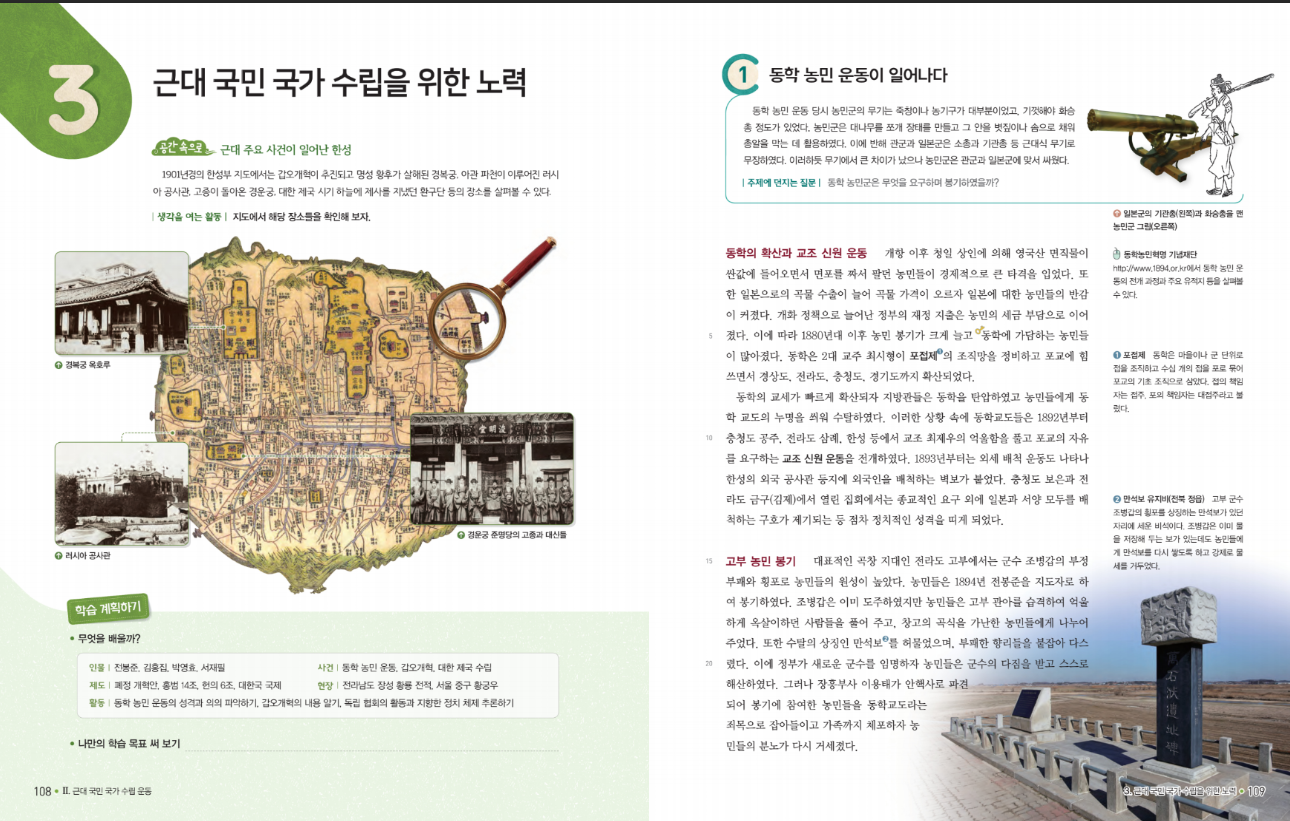 3
근대 국민 국가 수립을 위한 노력
공간 속으로 근대 주요 사건이 일어난 한성
1901년경의 한성부 지도에서는 갑오개혁이 추진되고 명성 황후가 살해된 경복궁, 아관 파천이 이루어진 러시
아 공사관, 고종이 돌아온 경운궁, 대한 제국 시기 하늘에 제사를 지냈던 환구단 등의 장소를 살펴볼 수 있다.
| 생각을 여는 활동 | 지도에서 해당 장소들을 확인해 보자.
경복궁 옥호루
러시아 공사관
경운궁 준명당의 고종과 대신들
학습 계획하기
• 무엇을 배울까?
인물 | 전봉준, 김홍집, 박영효, 서재필
사건 | 동학 농민 운동, 갑오개혁, 대한 제국 수립
제도 | 폐정 개혁안, 홍범 14조, 헌의 6조, 대한국 국제
현장 | 전라남도 장성 황룡 전적, 서울 중구 황궁우
활동 | 동학 농민 운동의 성격과 의의 파악하기, 갑오개혁의 내용 알기, 독립 협회의 활동과 지향한 정치 체제 추론하기
• 나만의 학습 목표 써 보기
108 • Ⅱ. 근대 국민 국가 수립 운동
1 동학 농민 운동이 일어나다
동학 농민 운동 당시 농민군의 무기는 죽창이나 농기구가 대부분이었고, 기껏해야 화승
총 정도가 있었다. 농민군은 대나무를 쪼개 장태를 만들고 그 안을 볏짚이나 솜으로 채워
총알을 막는 데 활용하였다. 이에 반해 관군과 일본군은 소총과 기관총 등 근대식 무기로
무장하였다. 이러하듯 무기에서 큰 차이가 났으나 농민군은 관군과 일본군에 맞서 싸웠다.
| 주제에 던지는 질문 | 동학 농민군은 무엇을 요구하며 봉기하였을까?
일본군의 기관총(왼쪽)과 화승총을 멘
농민군 그림(오른쪽)
동학농민혁명 기념재단
http://www.1894.or.kr에서 동학 농민 운
동의 전개 과정과 주요 유적지 등을 살펴볼
수 있다.
동학의 확산과 교조 신원 운동 개항 이후 청일 상인에 의해 영국산 면직물이
싼값에 들어오면서 면포를 짜서 팔던 농민들이 경제적으로 큰 타격을 입었다. 또
한 일본으로의 곡물 수출이 늘어 곡물 가격이 오르자 일본에 대한 농민들의 반감
이 커졌다. 개화 정책으로 늘어난 정부의 재정 지출은 농민의 세금 부담으로 이어
5 졌다. 이에 따라 1880년대 이후 농민 봉기가 크게 늘고 동학에 가담하는 농민들
이 많아졌다. 동학은 2대 교주 최시형이 포접제❶의 조직망을 정비하고 포교에 힘
쓰면서 경상도, 전라도, 충청도, 경기도까지 확산되었다.
동학의 교세가 빠르게 확산되자 지방관들은 동학을 탄압하였고 농민들에게 동
학 교도의 누명을 씌워 수탈하였다. 이러한 상황 속에 동학교도들은 1892년부터
10 충청도 공주, 전라도 삼례, 한성 등에서 교조 최제우의 억울함을 풀고 포교의 자유
를 요구하는 교조 신원 운동을 전개하였다. 1893년부터는 외세 배척 운동도 나타나
한성의 외국 공사관 등지에 외국인을 배척하는 벽보가 붙었다. 충청도 보은과 전
라도 금구(김제)에서 열린 집회에서는 종교적인 요구 외에 일본과 서양 모두를 배
척하는 구호가 제기되는 등 점차 정치적인 성격을 띠게 되었다.
❶ 포접제 동학은 마을이나 군 단위로
접을 조직하고 수십 개의 접을 포로 묶어
포교의 기초 조직으로 삼았다. 접의 책임
자는 접주, 포의 책임자는 대접주라고 불
렀다.
15 고부 농민 봉기 대표적인 곡창 지대인 전라도 고부에서는 군수 조병갑의 부정
부패와 횡포로 농민들의 원성이 높았다. 농민들은 1894년 전봉준을 지도자로 하
여 봉기하였다. 조병갑은 이미 도주하였지만 농민들은 고부 관아를 습격하여 억울
하게 옥살이하던 사람들을 풀어 주고, 창고의 곡식을 가난한 농민들에게 나누어
주었다. 또한 수탈의 상징인 만석보❷를 허물었으며, 부패한 향리들을 붙잡아 다스
20 렸다. 이에 정부가 새로운 군수를 임명하자 농민들은 군수의 다짐을 받고 스스로
해산하였다. 그러나 장흥부사 이용태가 안핵사로 파견
되어 봉기에 참여한 농민들을 동학교도라는
죄목으로 잡아들이고 가족까지 체포하자 농
민들의 분노가 다시 거세졌다.
❷ 만석보 유지비(전북 정읍) 고부 군수
조병갑의 횡포를 상징하는 만석보가 있던
자리에 세운 비석이다. 조병갑은 이미 물
을 저장해 두는 보가 있는데도 농민들에
게 만석보를 다시 쌓도록 하고 강제로 물
세를 거두었다.
3. 근대 국민 국가 수립을 위한 노력 • 109